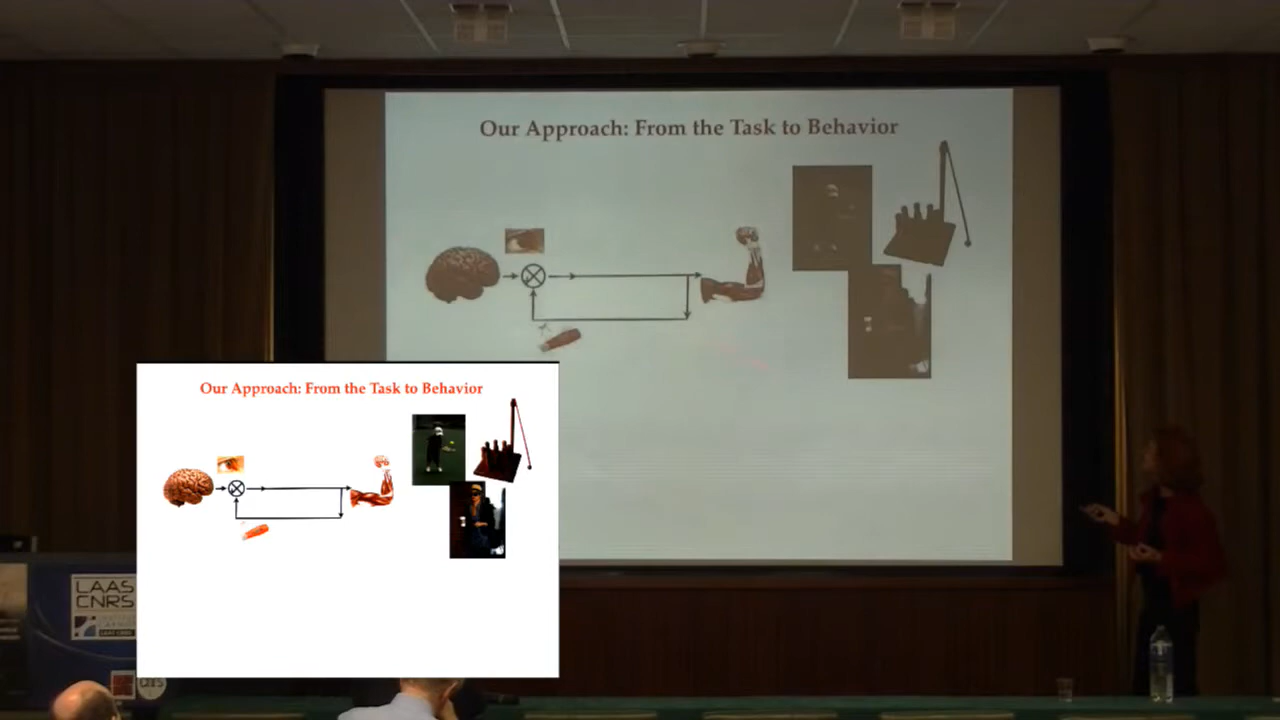 Our Approach: From the Task to Behavior
Our Approach: From the Task to Behavior
LAAS
CNRS